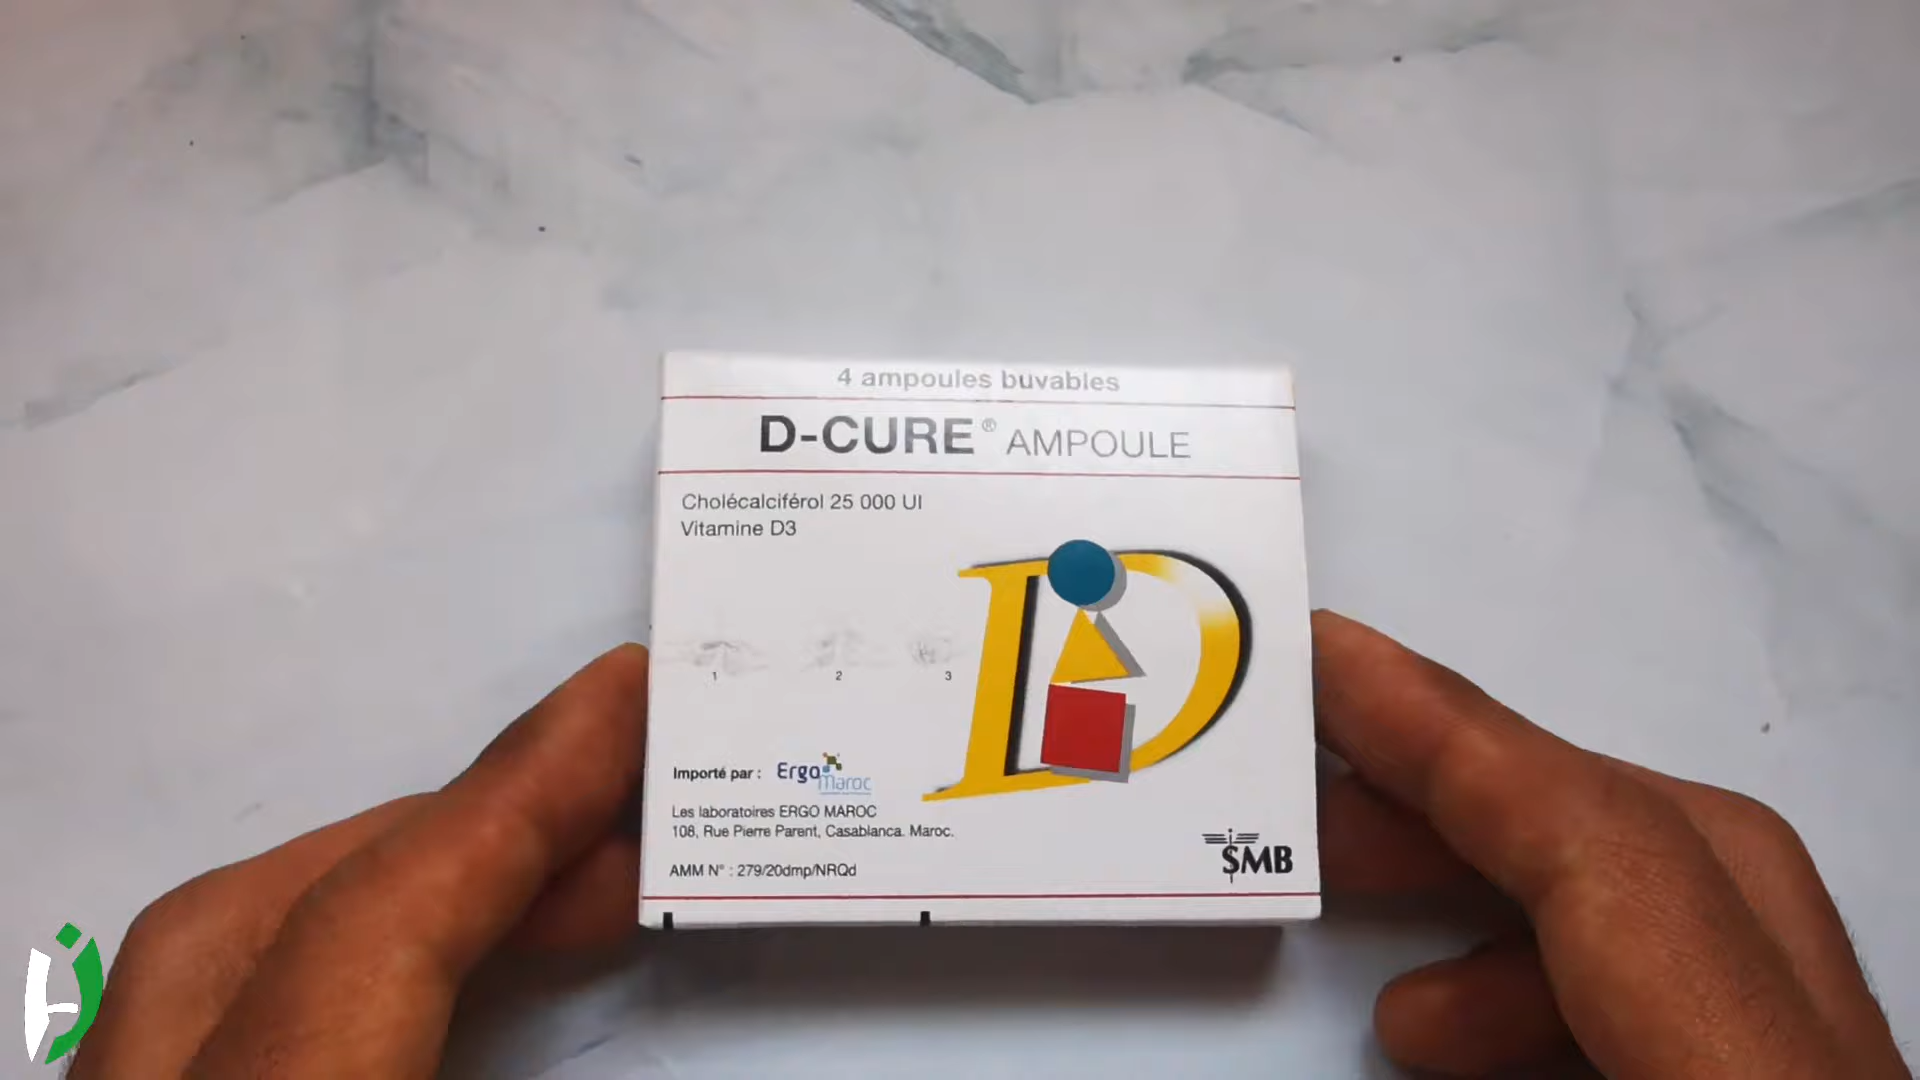 4 ampoules buvables
D-CURE® AMPOULE
Cholécalciférol 25 000 UI
Vitamine D3
1 2 3
Importé par : Ergo Maroc
Les laboratoires ERGO MAROC
108, Rue Pierre Parent, Casablanca. Maroc.
AMM N° : 279/20dmp/NRQd
SMB